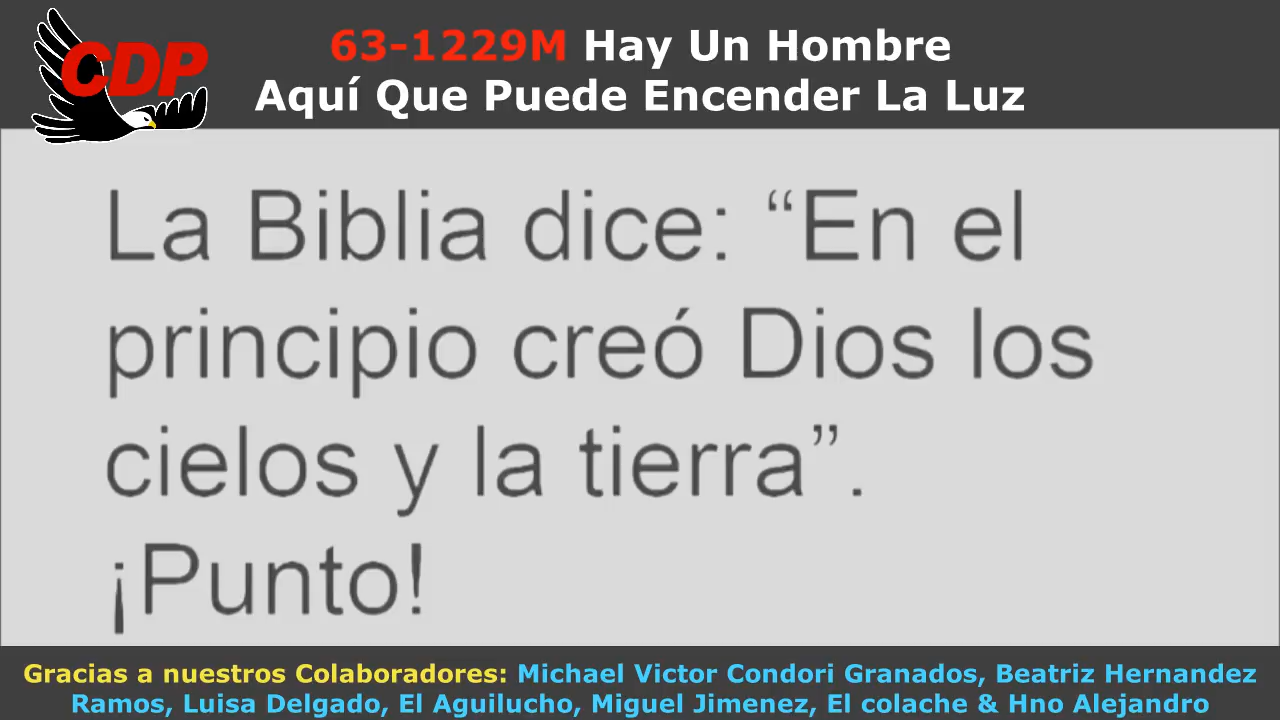 CDP
63-1229M Hay Un Hombre
Aquí Que Puede Encender La Luz
La Biblia dice: “En el
principio creó Dios los
cielos y la tierra”.
¡Punto!
Gracias a nuestros Colaboradores: Michael Victor Condori Granados, Beatriz Hernandez
Ramos, Luisa Delgado, El Aguilucho, Miguel Jimenez, El colache & Hno Alejandro